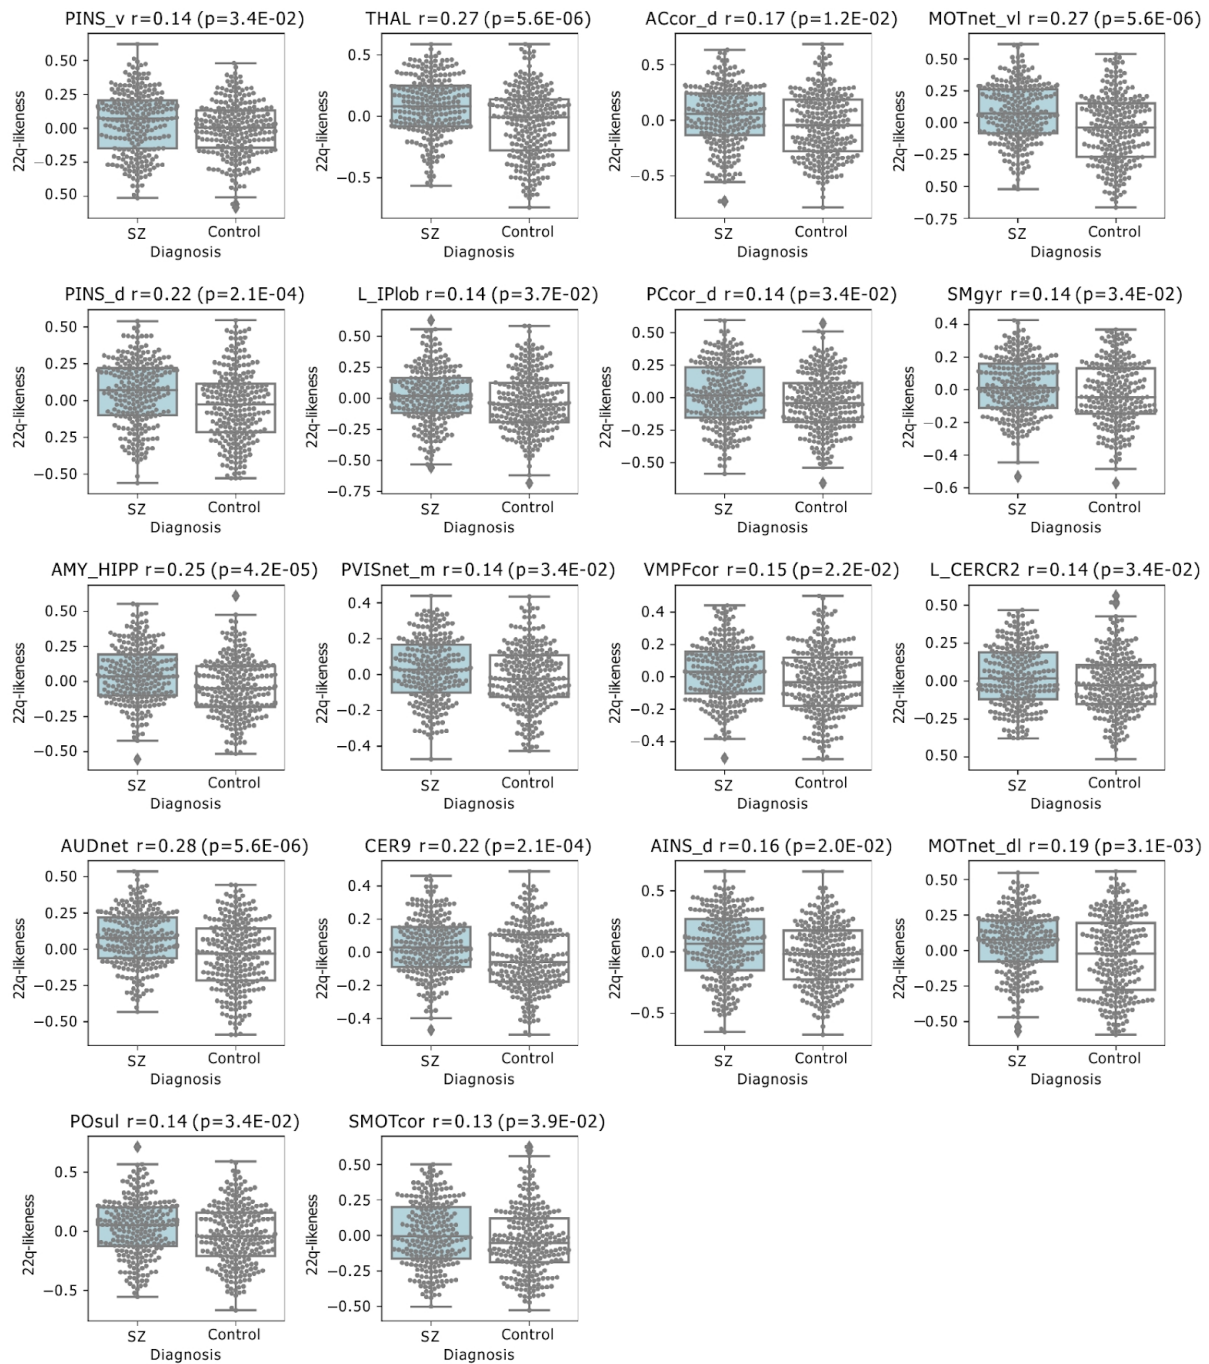 PINS_v r=0.14 (p=3.4E-02)
22q-likeness
0.50
0.25
0.00
−0.25
0.50
SZ
Control
Diagnosis
THAL r=0.27 (p=5.6E-06)
22q-likeness
0.5
0.0
−0.5
SZ
Control
Diagnosis
ACcor_d r=0.17 (p=1.2E-02)
22q-likeness
0.5
0.0
−0.5
SZ
Control
Diagnosis
MOTnet_vl r=0.27 (p=5.6E-06)
22q-likeness
0.50
0.25
0.00
−0.25
0.50
−0.75
SZ
Control
Diagnosis
PINS_d r=0.22 (p=2.1E-04)
22q-likeness
0.50
0.25
0.00
0.25
−0.50
SZ
Control
Diagnosis
L_IPlob r=0.14 (p=3.7E-02)
22q-likeness
0.50
0.25
0.00
−0.25
−0.50
−0.75
SZ
Control
Diagnosis
PCcor_d r=0.14 (p=3.4E-02)
22q-likeness
0.50
0.25
0.00
−0.25
−0.50
SZ
Control
Diagnosis
SMgyr r=0.14 (p=3.4E-02)
22q-likeness
0.4
0.2
0.0
−0.2
−0.4
−0.6
SZ
Control
Diagnosis
AMY_HIPP r=0.25 (p=4.2E-05)
22q-likeness
0.50
0.25
0.00
−0.25
−0.50
SZ
Control
Diagnosis
PVISnet_m r=0.14 (p=3.4E-02)
22q-likeness
0.4
0.2
0.0
−0.4
SZ
Control
Diagnosis
VMPFcor r=0.15 (p=2.2E-02)
22q-likeness
0.4
0.2
0.0
−0.2
−0.4
SZ
Control
Diagnosis
L_CERCR2 r=0.14 (p=3.4E-02)
22q-likeness
0.50
0.25
0.00
−0.25
0.50
SZ
Control
Diagnosis
AUDnet r=0.28 (p=5.6E-06)
22q-likeness
0.50
0.25
0.00
−0.25
−0.50
SZ
Control
Diagnosis
CER9 r=0.22 (p=2.1E-04)
22q-likeness
0.4
0.2
0.0
−0.2
−0.4
SZ
Control
Diagnosis
AINS_d r=0.16 (p=2.0E-02)
22q-likeness
0.5
0.0
−0.5
SZ
Control
Diagnosis
MOTnet_dl r=0.19 (p=3.1E-03)
22q-likeness
0.50
0.25
0.00
−0.25
−0.50
SZ
Control
Diagnosis
POsul r=0.14 (p=3.4E-02)
22q-likeness
0.5
0.0
−0.5
SZ
Control
Diagnosis
SMOTcor r=0.13 (p=3.9E-02)
22q-likeness
0.50
0.25
0.00
−0.25
−0.50
SZ
Control
Diagnosis